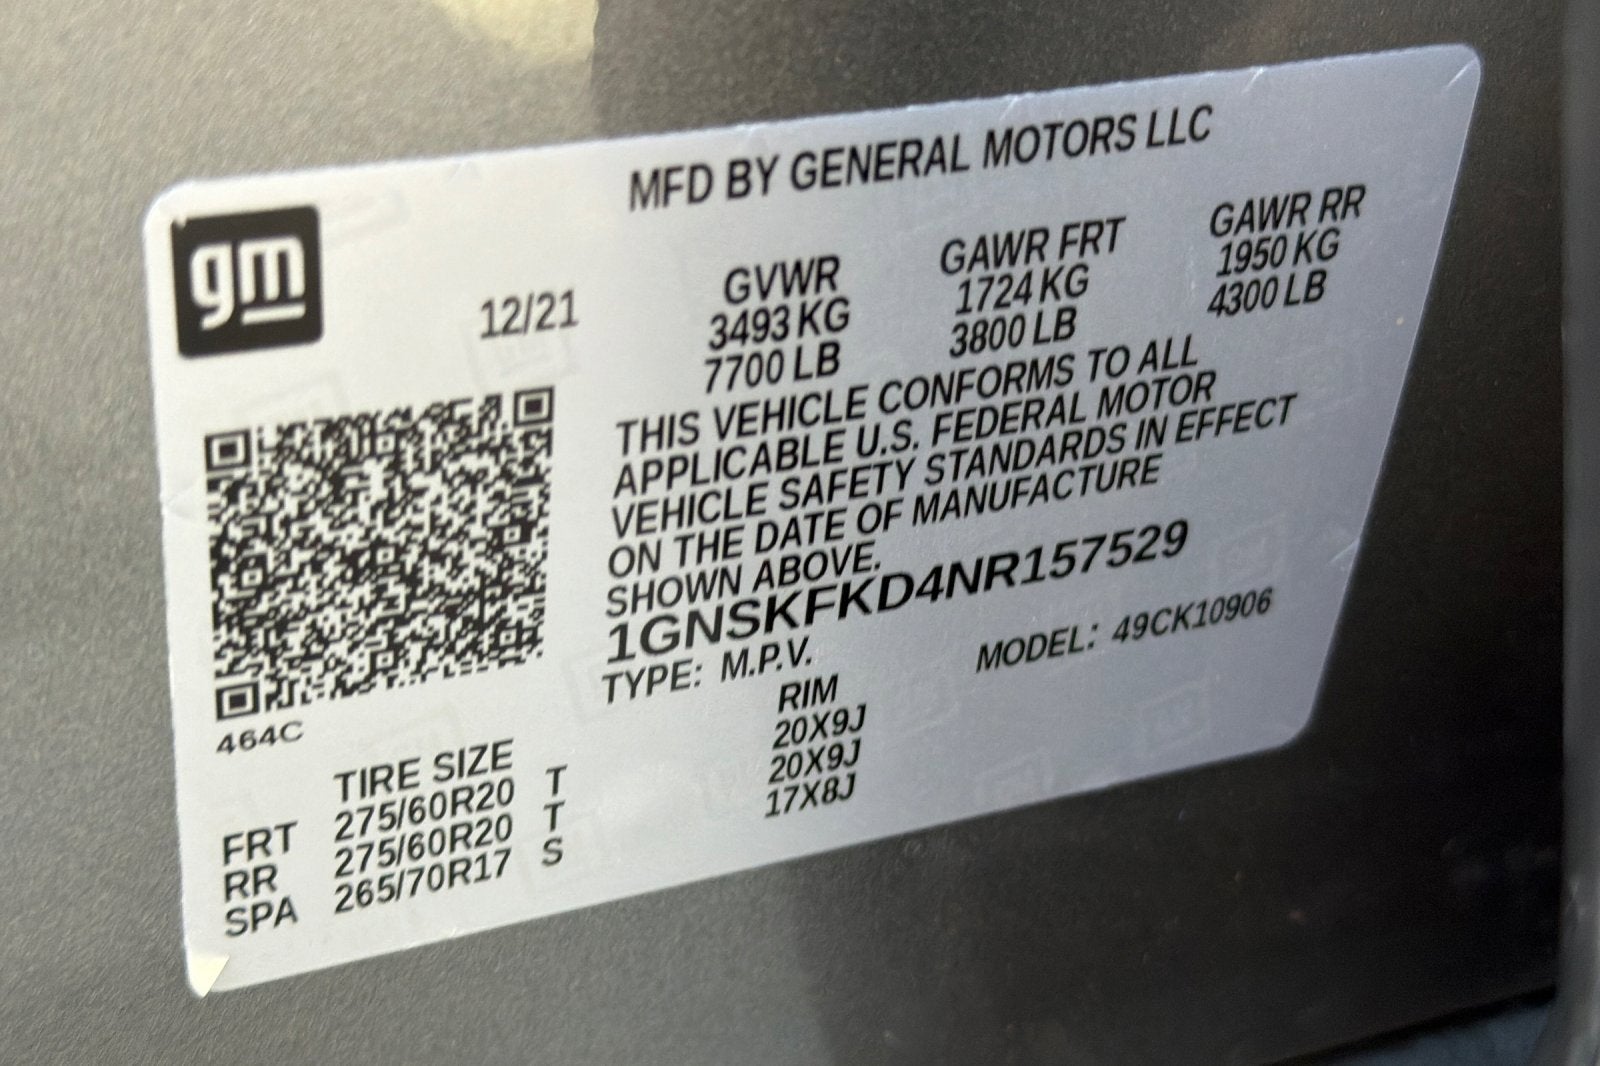 MFD BY GENERAL MOTORS LLC
gm
12/21
GVWR GAWR FRT GAWR RR
3493 KG 1724 KG 1950 KG
7700 LB 3800 LB 4300 LB
THIS VEHICLE CONFORMS TO ALL
APPLICABLE U.S. FEDERAL MOTOR
VEHICLE SAFETY STANDARDS IN EFFECT
ON THE DATE OF MANUFACTURE
SHOWN ABOVE.
1GNSKFKD4NR157529
TYPE: M.P.V. MODEL: 49CK10906
464C
TIRE SIZE RIM
FRT 275/60R20 T 20X9J
RR 275/60R20 T 20X9J
SPA 265/70R17 S 17X8J